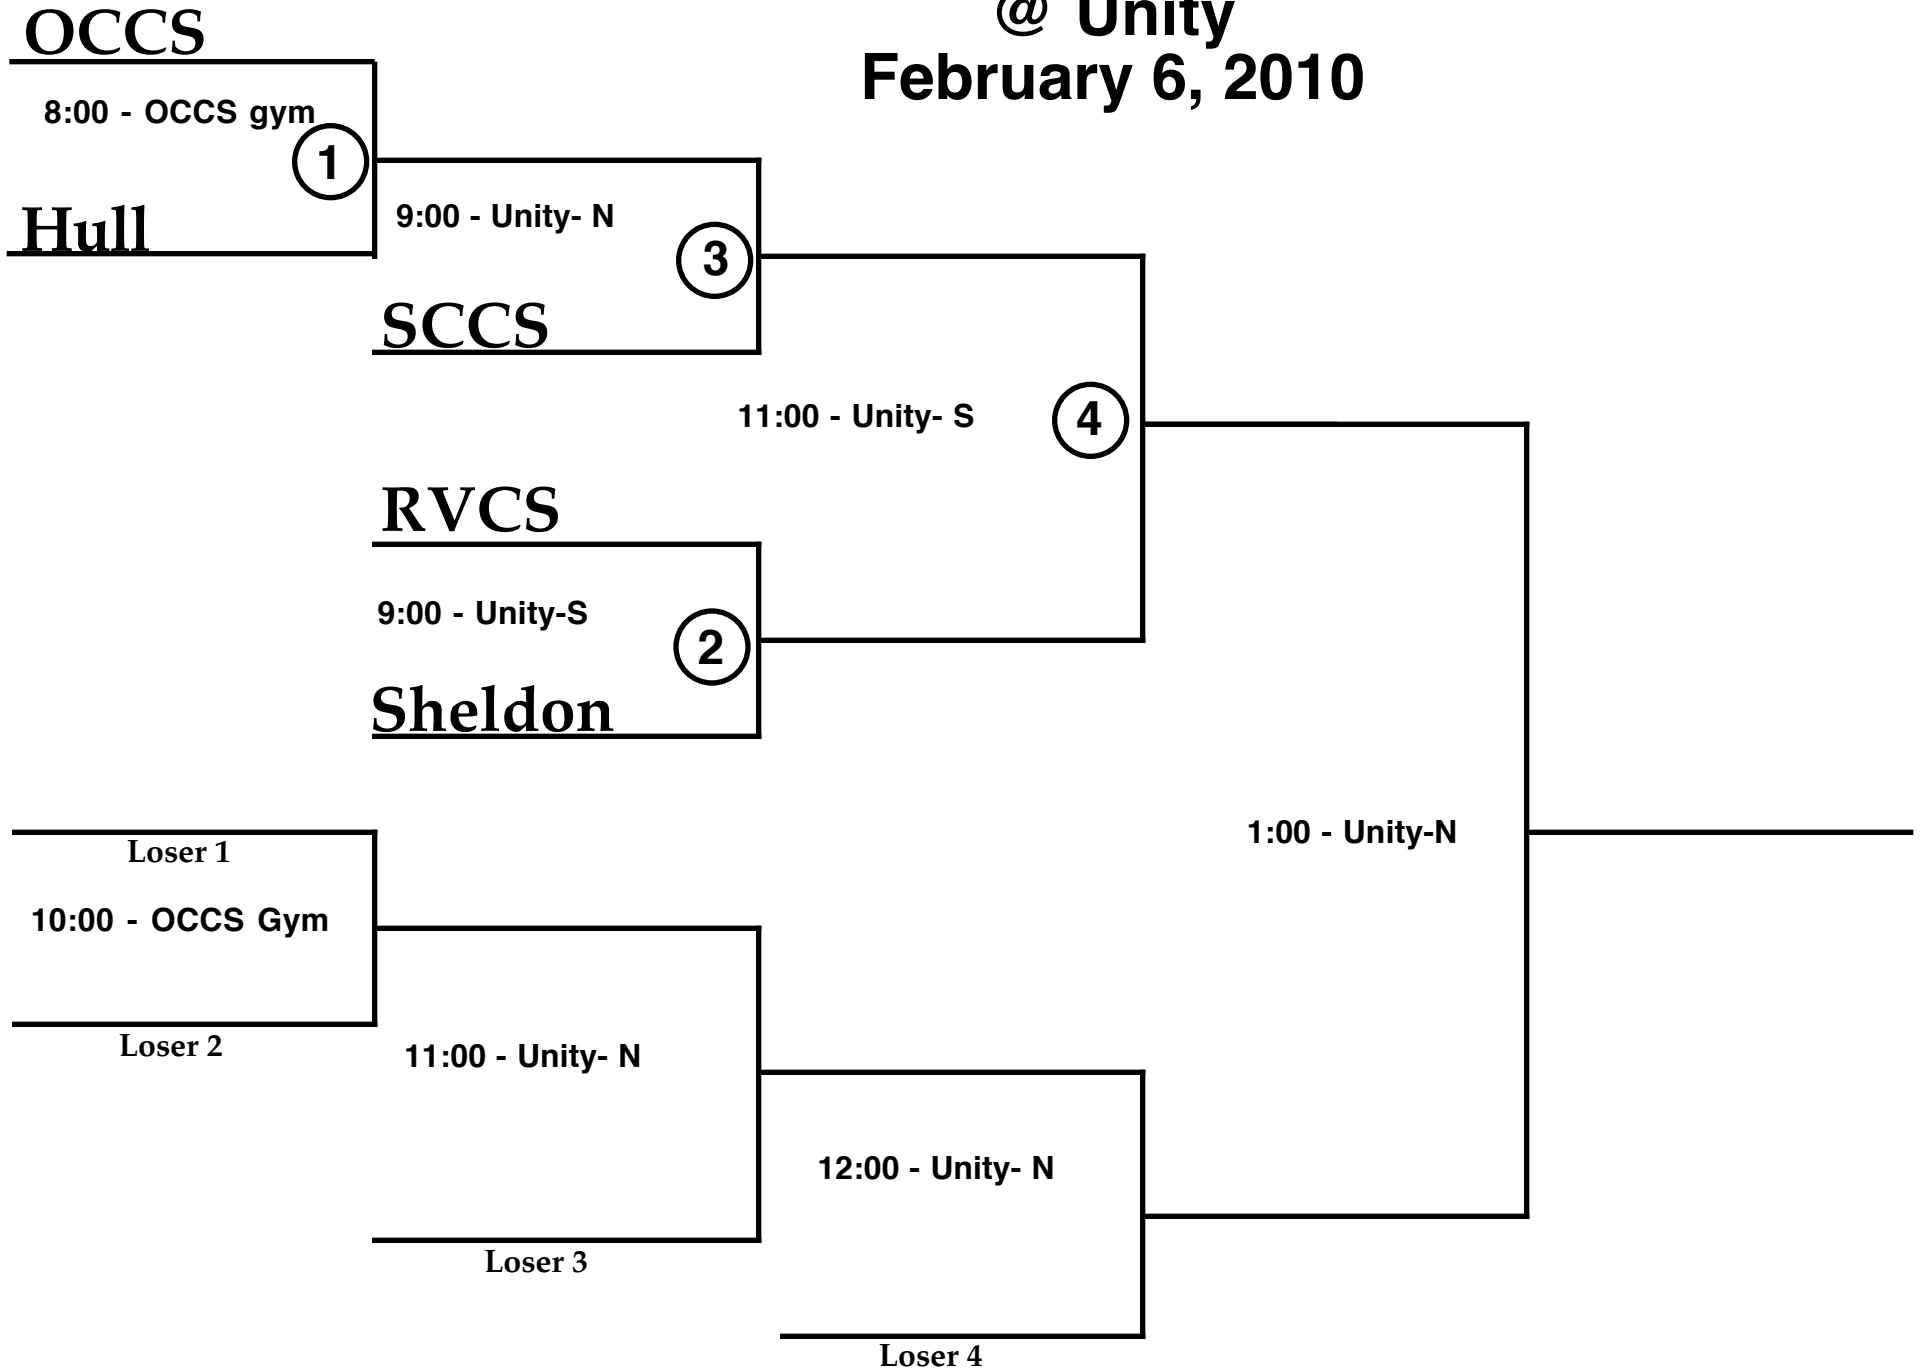 @ Unity
February 6, 2010
OCCS
8:00 - OCCS gym
1
Hull
9:00 - Unity- N
3
SCCS
11:00 - Unity- S
4
RVCS
9:00 - Unity-S
2
Sheldon
1:00 - Unity-N
Loser 1
10:00 - OCCS Gym
Loser 2
11:00 - Unity- N
12:00 - Unity- N
Loser 3
Loser 4